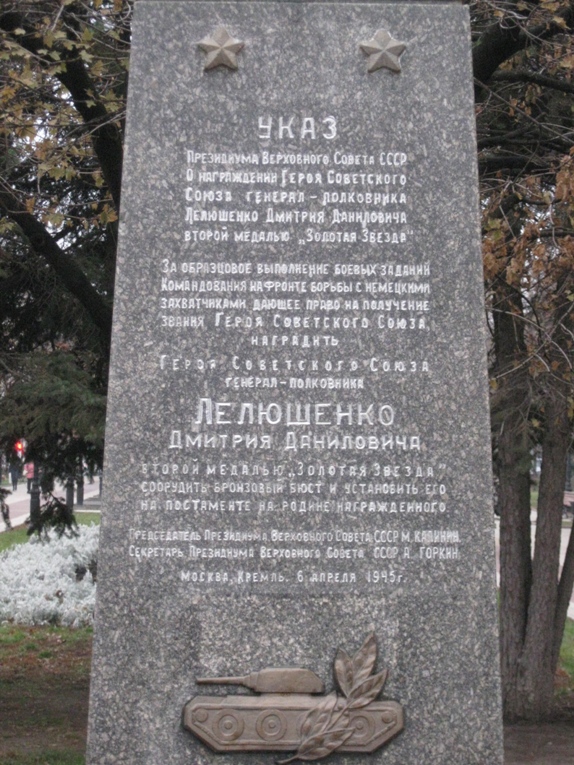 УКАЗ
Президиума Верховного Совета СССР
О награждении Героя Советского
Союза генерал-полковника
Лелюшенко Дмитрия Даниловича
второй медалью „Золотая Звезда"
За образцовое выполнение боевых заданий
Командования на фронте борьбы с немецкими
захватчиками, дающее право на получение
звания Героя Советского Союза,
наградить
Героя Советского Союза
генерал-полковника
ЛЕЛЮШЕНКО
Дмитрия Даниловича
второй медалью „Золотая Звезда"
соорудить бронзовый бюст и установить его
на постаменте на родине награжденного.
Председатель Президиума Верховного Совета СССР М. Калинин.
Секретарь Президиума Верховного Совета СССР А. Горкин.
Москва, Кремль. 6 апреля 1945г.